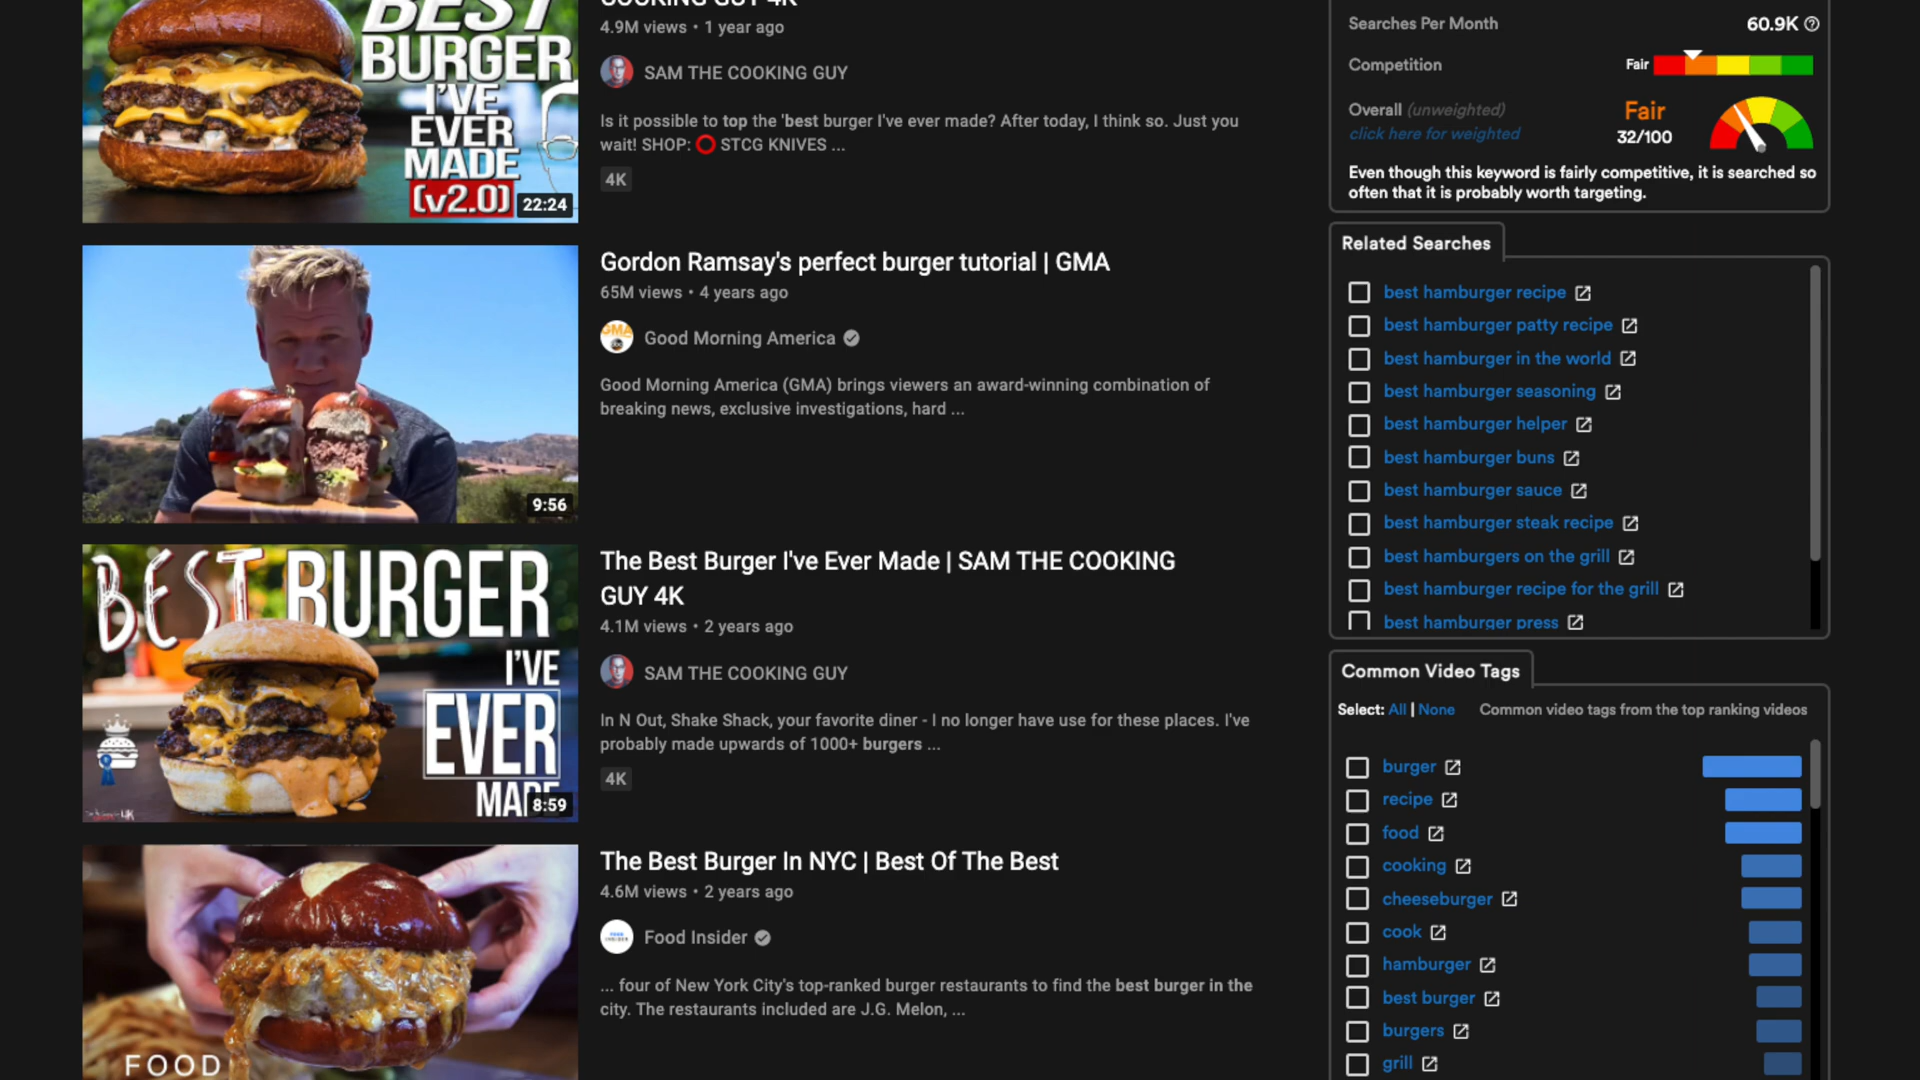 BEST
BURGER
I'VE
EVER
MADE
(v2.0)
22:24
4.9M views • 1 year ago
SAM THE COOKING GUY
Is it possible to top the 'best burger I've ever made? After today, I think so. Just you
wait! SHOP: ⭕ STCG KNIVES ...
4K
9:56
Gordon Ramsay's perfect burger tutorial | GMA
65M views • 4 years ago
GMA
Good Morning America
Good Morning America (GMA) brings viewers an award-winning combination of
breaking news, exclusive investigations, hard ...
BEST BURGER
I'VE
EVER
MADE
8:59
The Best Burger I've Ever Made | SAM THE COOKING
GUY 4K
4.1M views • 2 years ago
SAM THE COOKING GUY
In N Out, Shake Shack, your favorite diner - I no longer have use for these places. I've
probably made upwards of 1000+ burgers ...
4K
FOOD
The Best Burger In NYC | Best Of The Best
4.6M views • 2 years ago
FOOD
INSIDER
Food Insider
... four of New York City's top-ranked burger restaurants to find the best burger in the
city. The restaurants included are J.G. Melon, ...
Searches Per Month 60.9K
Competition Fair
Overall (unweighted) Fair
click here for weighted 32/100
Even though this keyword is fairly competitive, it is searched so
often that it is probably worth targeting.
Related Searches
best hamburger recipe
best hamburger patty recipe
best hamburger in the world
best hamburger seasoning
best hamburger helper
best hamburger buns
best hamburger sauce
best hamburger steak recipe
best hamburgers on the grill
best hamburger recipe for the grill
best hamburger press
Common Video Tags
Select: All | None Common video tags from the top ranking videos
burger
recipe
food
cooking
cheeseburger
cook
hamburger
best burger
burgers
grill